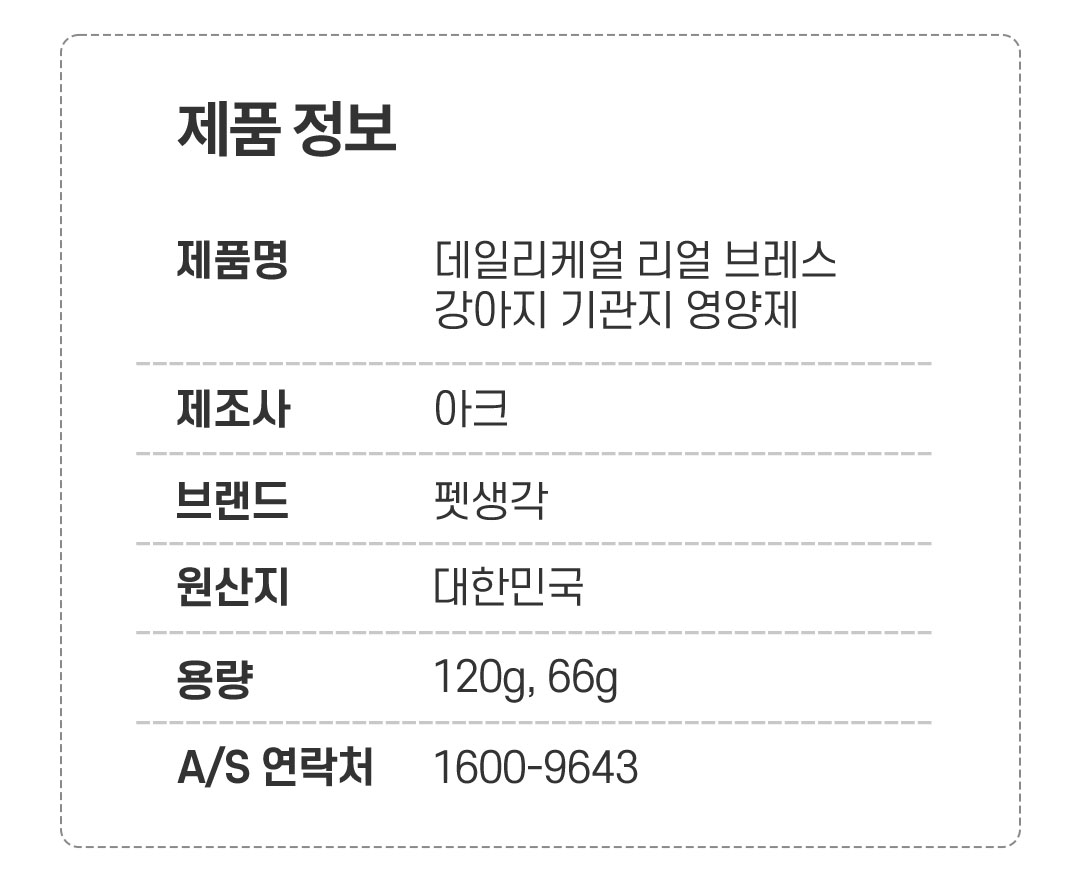 제품 정보
제품명 데일리케얼 리얼 브레스
강아지 기관지 영양제
제조사 아크
브랜드 펫생각
원산지 대한민국
용량 120g, 66g
A/S 연락처 1600-9643